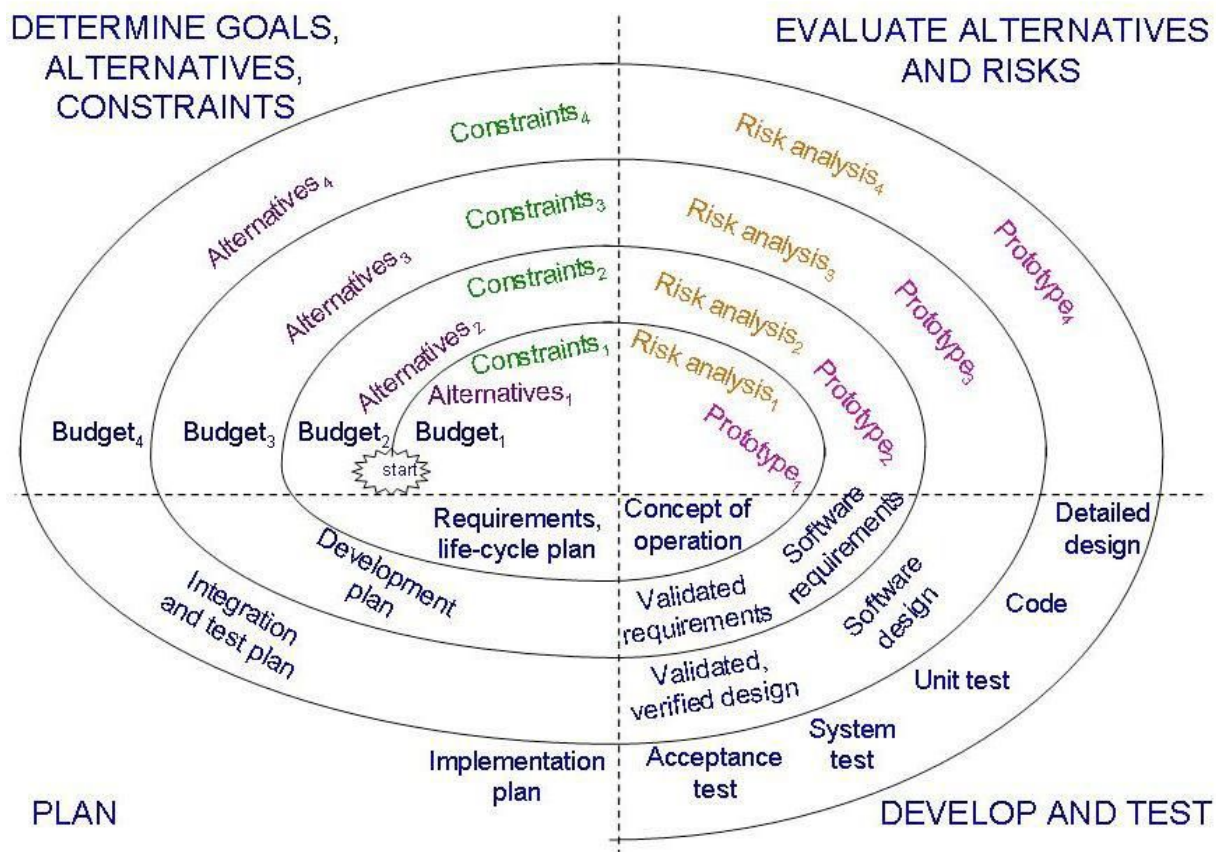 DETERMINE GOALS,
ALTERNATIVES,
CONSTRAINTS
EVALUATE ALTERNATIVES
AND RISKS
Constraints₄
Risk analysis₄
Alternatives₄
Constraints₃
Risk analysis₃
Prototype₄
Alternatives₃
Constraints₂
Risk analysis₂
Prototype₃
Alternatives₂
Constraints₁
Risk analysis₁
Prototype₂
Alternatives₁
Prototype₁
Budget₄
Budget₃
Budget₂
Budget₁
start
Requirements,
life-cycle plan
Concept of
operation
Software
requirements
Detailed
design
Development
plan
Validated
requirements
Software
design
Code
Integration
and test plan
Validated,
verified design
Unit test
Implementation
plan
Acceptance
test
System
test
PLAN
DEVELOP AND TEST